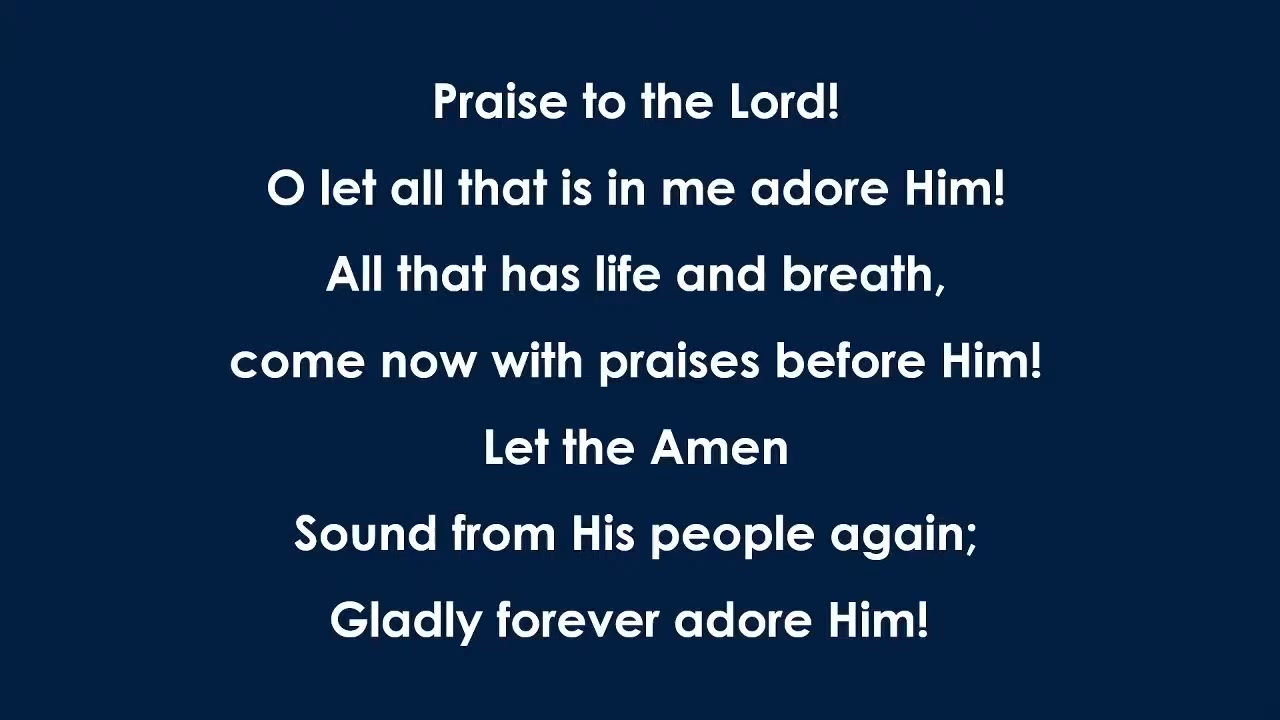 Praise to the Lord!
O let all that is in me adore Him!
All that has life and breath,
come now with praises before Him!
Let the Amen
Sound from His people again;
Gladly forever adore Him!